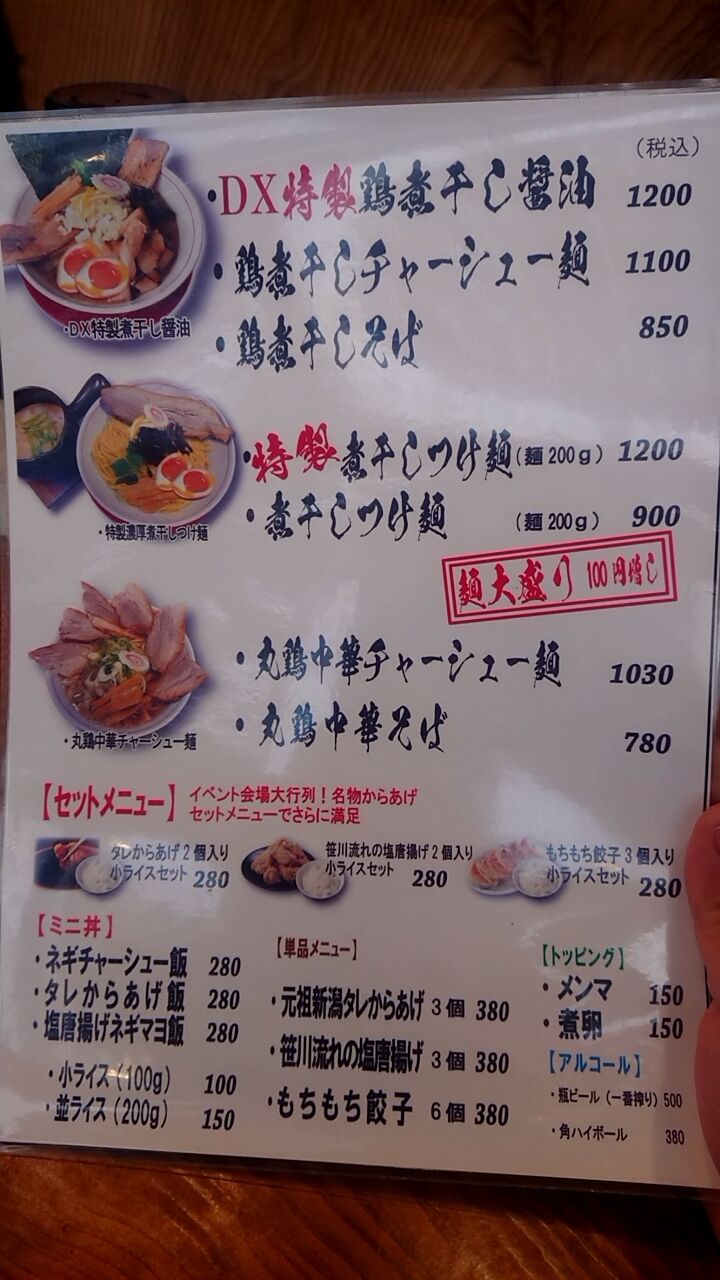 (税込)
・DX特製鶏煮干し醤油 1200
・鶏煮干しチャーシュー麺 1100
・鶏煮干しそば 850
・DX特製煮干し醤油
・特製煮干しつけ麺(麺200g) 1200
・煮干しつけ麺 (麺200g) 900
・特製濃厚煮干しつけ麺
麺大盛り 100円増し
・丸鶏中華チャーシュー麺 1030
・丸鶏中華そば 780
・丸鶏中華チャーシュー麺
【セットメニュー】
イベント会場大行列!名物からあげ
セットメニューでさらに満足
タレからあげ2個入り
小ライスセット 280
笹川流れの塩唐揚げ2個入り
小ライスセット 280
もちもち餃子3個入り
小ライスセット 280
【ミニ丼】
・ネギチャーシュー飯 280
・タレからあげ飯 280
・塩唐揚げネギマヨ飯 280
・小ライス(100g) 100
・並ライス(200g) 150
【単品メニュー】
・元祖新潟タレからあげ 3個 380
・笹川流れの塩唐揚げ 3個 380
・もちもち餃子 6個 380
【トッピング】
・メンマ 150
・煮卵 150
【アルコール】
・瓶ビール(一番搾り) 500
・角ハイボール 380